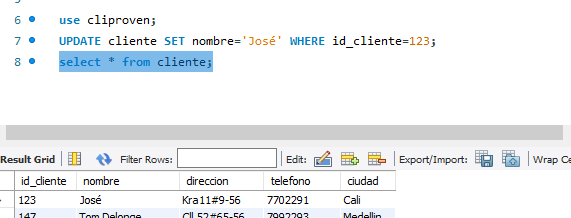 6 use cliproven;
7 UPDATE cliente SET nombre='José' WHERE id_cliente=123;
8 select * from cliente;
Result Grid Filter Rows: Edit: Export/Import: Wrap Ce
id_cliente nombre direccion telefono ciudad
123 José Kra11#9-56 7702291 Cali
147 Tom Delonge Cll 52#65-56 7992293 Medellin